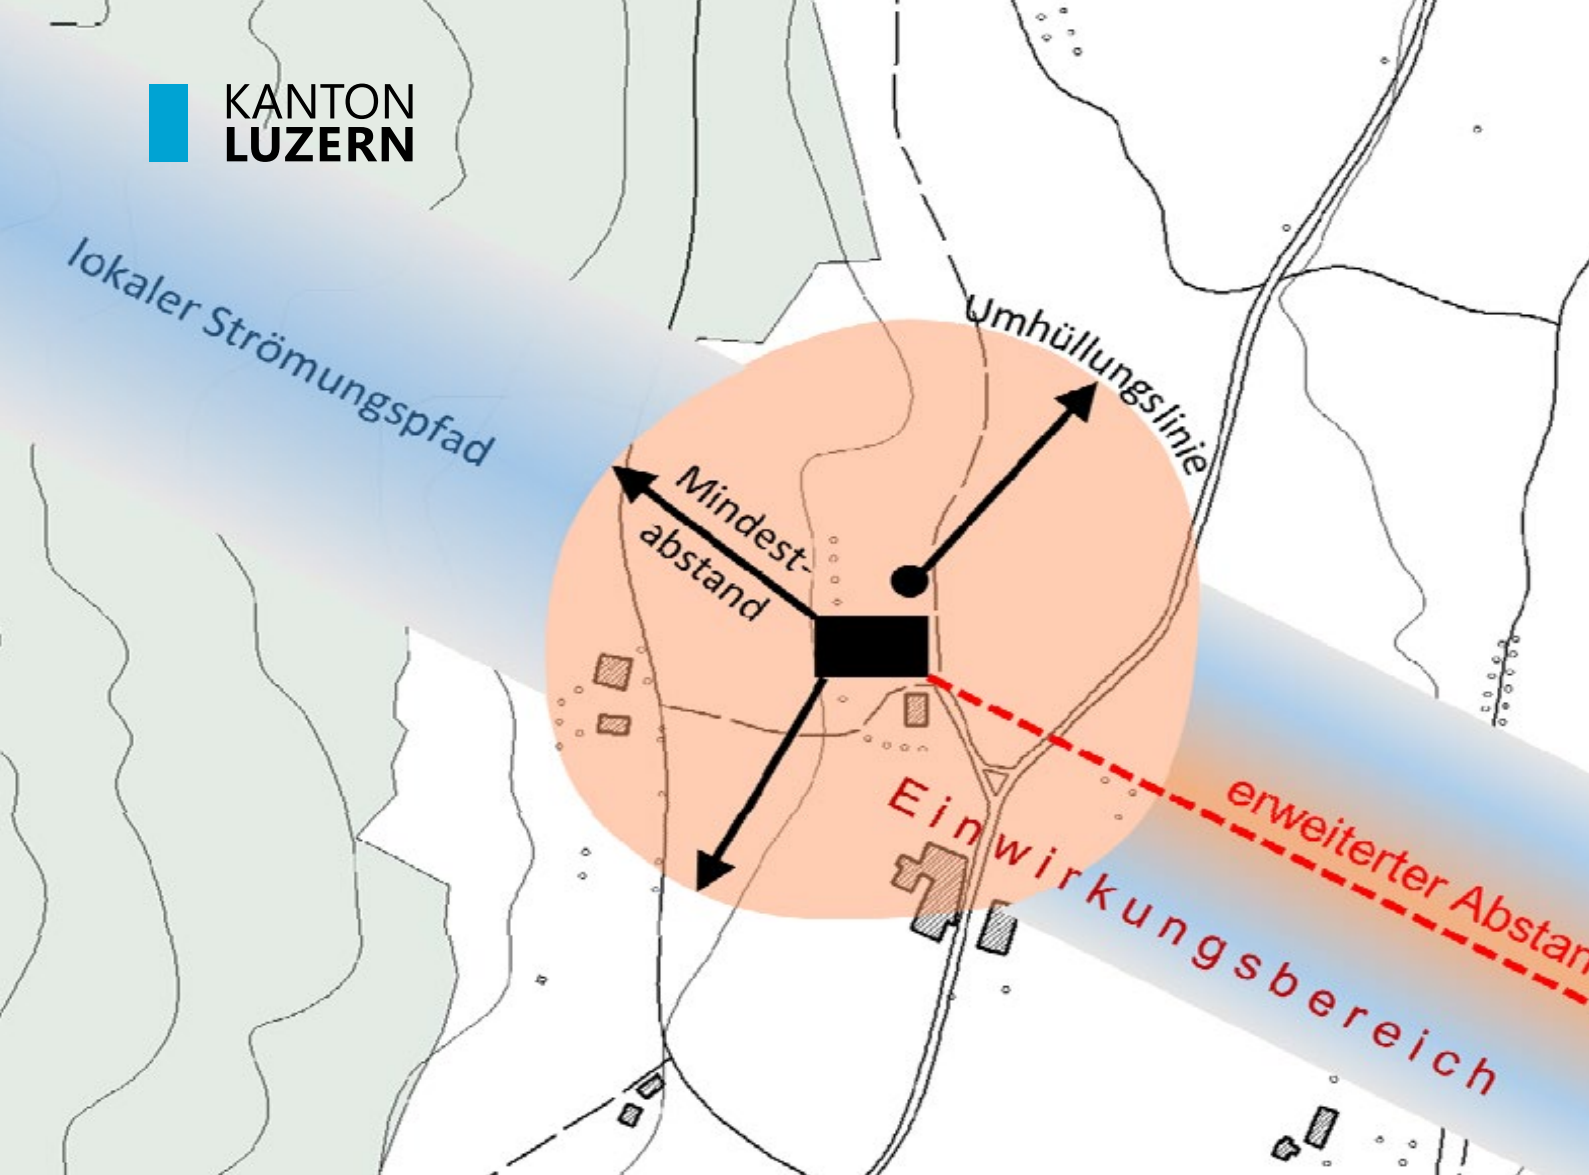 KANTON
LUZERN
lokaler Strömungspfad
Umhüllungslinie
Mindest-
abstand
erweiterter Abstan
Einwirkungsbereich